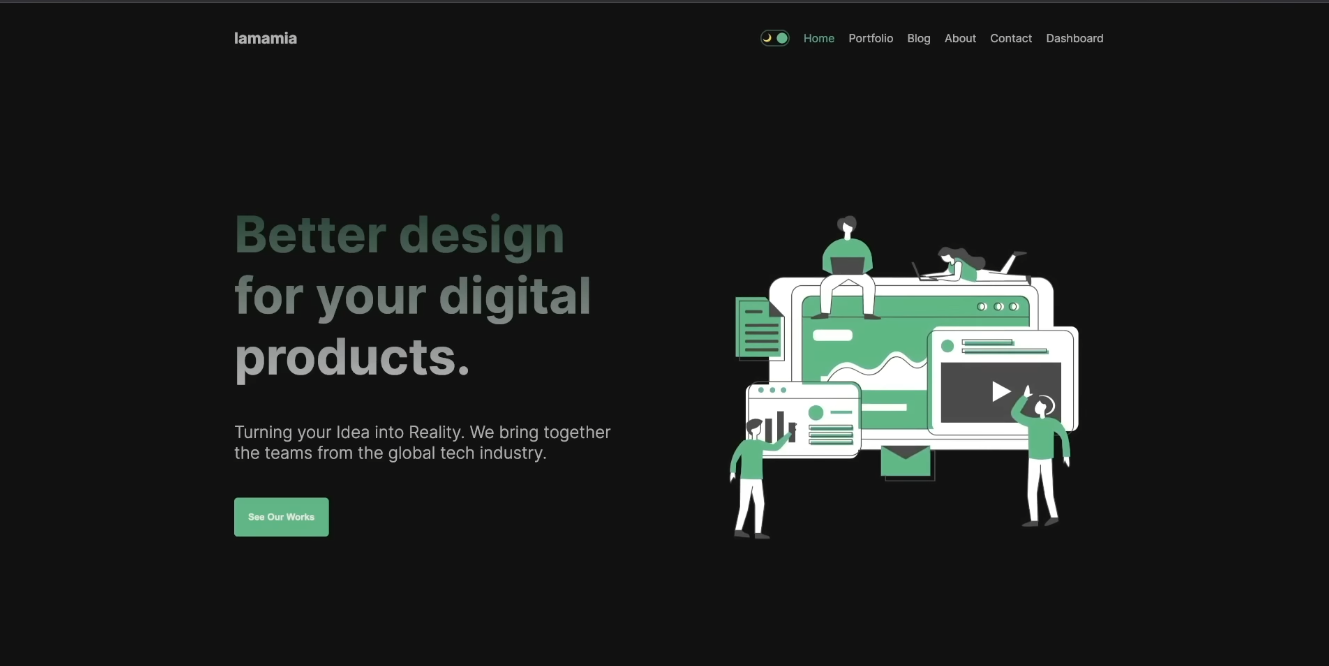 lamamia
Home Portfolio Blog About Contact Dashboard
Better design
for your digital
products.
Turning your Idea into Reality. We bring together
the teams from the global tech industry.
See Our Works